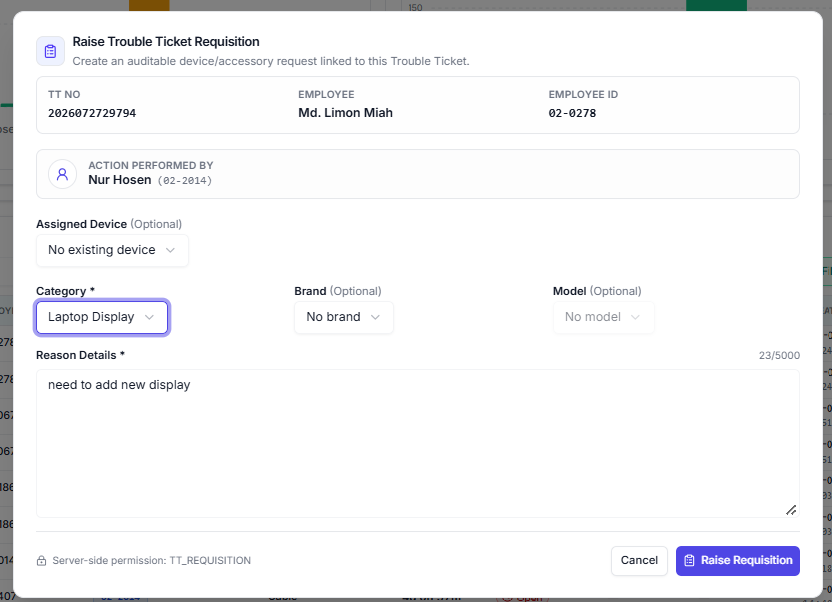 150
Raise Trouble Ticket Requisition
Create an auditable device/accessory request linked to this Trouble Ticket.
TT NO
EMPLOYEE
EMPLOYEE ID
2026072729794
Md. Limon Miah
02-0278
ACTION PERFORMED BY
Nur Hosen (02-2014)
Assigned Device (Optional)
No existing device
Category *
Brand (Optional)
Model (Optional)
Laptop Display
No brand
No model
Reason Details *
23/5000
need to add new display
Server-side permission: TT_REQUISITION
Cancel
Raise Requisition